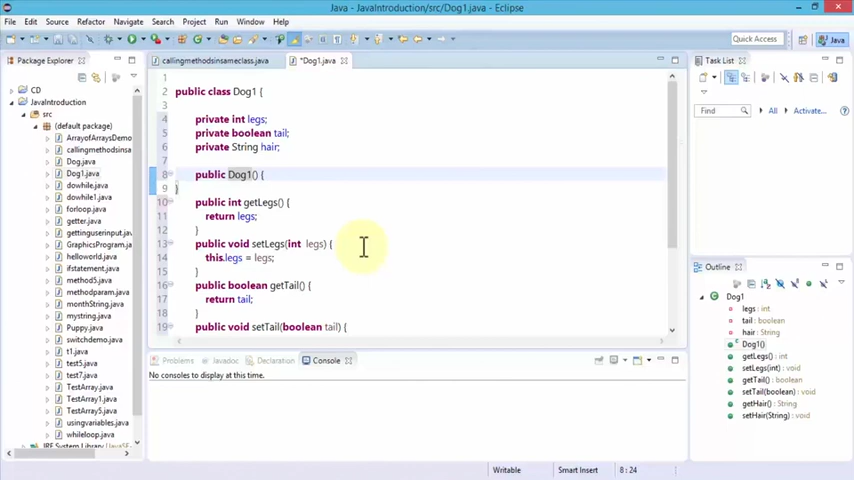 Java - JavaIntroduction/src/Dog1.java - Eclipse
File Edit Source Refactor Navigate Search Project Run Window Help
Quick Access
Java
Package Explorer
CD
JavaIntroduction
src
(default package)
ArrayofArraysDemo
callingmethodsinsa
Dog.java
Dog1.java
dowhile.java
dowhile1.java
forloop.java
getter.java
gettinguserinput.java
GraphicsProgram.ja
helloworld.java
ifstatement.java
method5.java
methodparam.java
monthString.java
mystring.java
Puppy.java
switchdemo.java
t1.java
test5.java
test7.java
TestArray.java
TestArray1.java
TestArray5.java
usingvariables.java
whileloop.java
JRE System Library [JavaSE
callingmethodsinsameclass.java
*Dog1.java
1
2 public class Dog1 {
3
4 private int legs;
5 private boolean tail;
6 private String hair;
7
8 public Dog1() {
9 }
10 public int getLegs() {
11 return legs;
12 }
13 public void setLegs(int legs) {
14 this.legs = legs;
15 }
16 public boolean getTail() {
17 return tail;
18 }
19 public void setTail(boolean tail) {
Problems Javadoc Declaration Console
No consoles to display at this time.
Task List
Find All Activate...
Outline
Dog1
legs : int
tail : boolean
hair : String
Dog1()
getLegs() : int
setLegs(int) : void
getTail() : boolean
setTail(boolean) : void
getHair() : String
setHair(String) : void
Writable Smart Insert 8 : 24